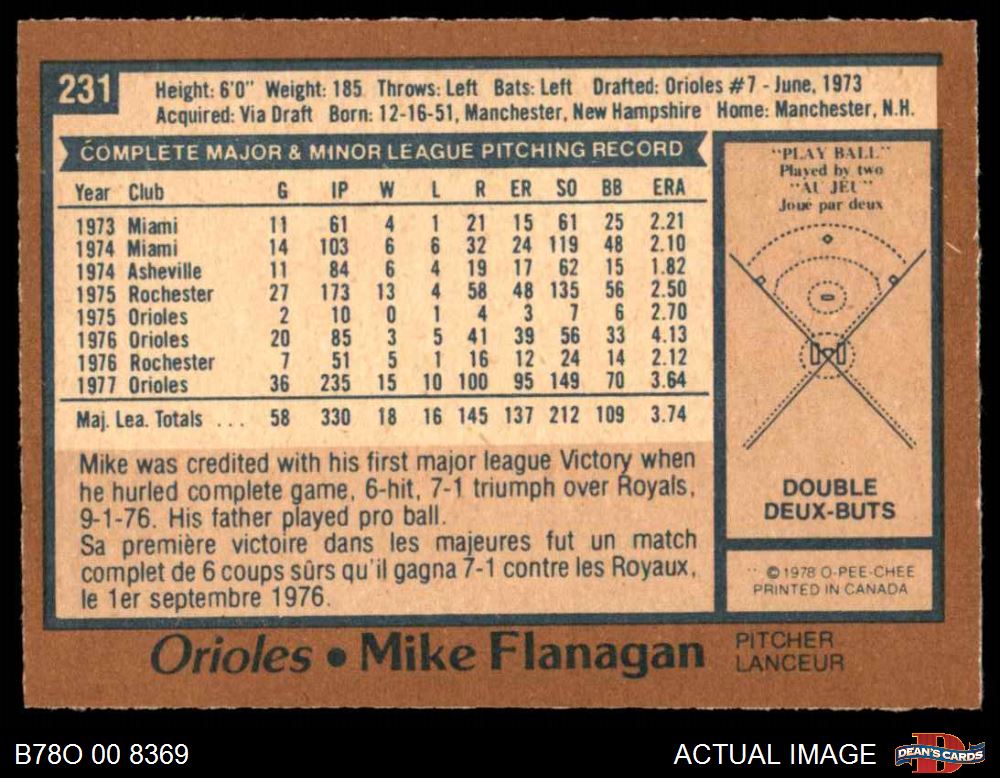 231
Height: 6'0" Weight: 185 Throws: Left Bats: Left Drafted: Orioles #7 - June, 1973
Acquired: Via Draft Born: 12-16-51, Manchester, New Hampshire Home: Manchester, N.H.
COMPLETE MAJOR & MINOR LEAGUE PITCHING RECORD
Year Club G IP W L R ER SO BB ERA
1973 Miami 11 61 4 1 21 15 61 25 2.21
1974 Miami 14 103 6 6 32 24 119 48 2.10
1974 Asheville 11 84 6 4 19 17 62 15 1.82
1975 Rochester 27 173 13 4 58 48 135 56 2.50
1975 Orioles 2 10 0 1 4 3 7 6 2.70
1976 Orioles 20 85 3 5 41 39 56 33 4.13
1976 Rochester 7 51 5 1 16 12 24 14 2.12
1977 Orioles 36 235 15 10 100 95 149 70 3.64
Maj. Lea. Totals ... 58 330 18 16 145 137 212 109 3.74
Mike was credited with his first major league Victory when
he hurled complete game, 6-hit, 7-1 triumph over Royals,
9-1-76. His father played pro ball.
Sa première victoire dans les majeures fut un match
complet de 6 coups sûrs qu'il gagna 7-1 contre les Royaux,
le 1er septembre 1976.
"PLAY BALL"
Played by two
"AU JEU"
Joué par deux
DOUBLE
DEUX-BUTS
©1978 O-PEE-CHEE
PRINTED IN CANADA
Orioles • Mike Flanagan
PITCHER
LANCEUR
B78O 00 8369
ACTUAL IMAGE
DEAN'S CARDS